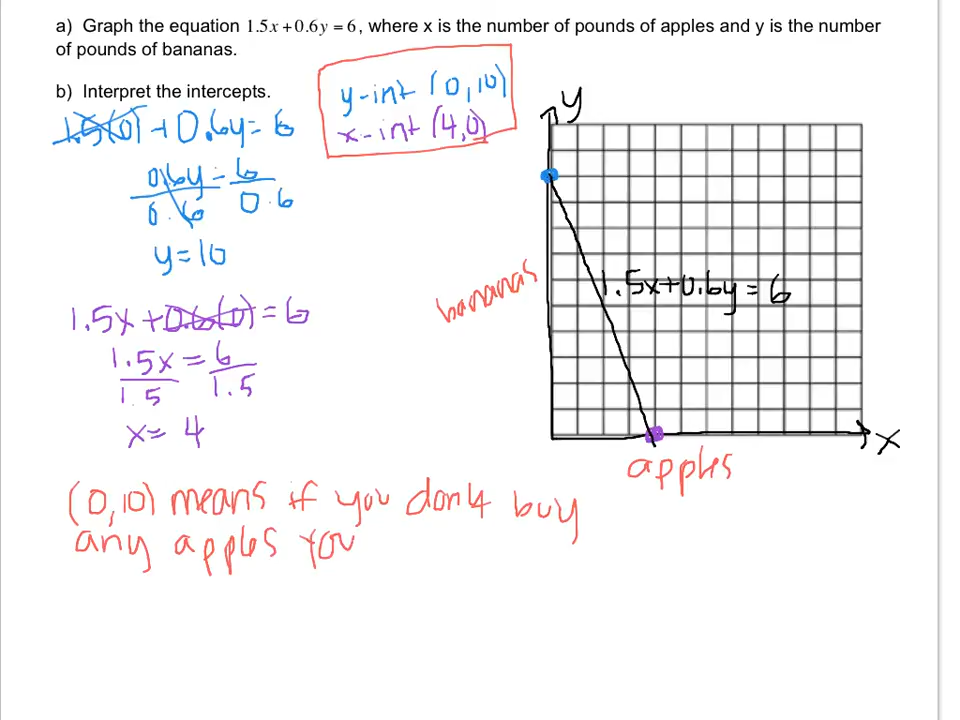 a) Graph the equation 1.5x+0.6y=6, where x is the number of pounds of apples and y is the number
of pounds of bananas.
b) Interpret the intercepts.
y-int (0,10)
x-int (4,0)
1.5(0)+0.6y=6
0.6y=6
0.6 0.6
y=10
1.5x+0.6(0)=6
1.5x=6
1.5 1.5
x=4
y
bananas
1.5x+0.6y=6
x
apples
(0,10) means if you don't buy
any apples you